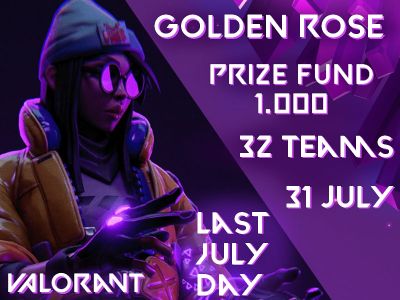 GOLDEN ROSE
PRIZE FUND
1.000
32 TEAMS
31 JULY
LAST
JULY
DAY
VALORANT